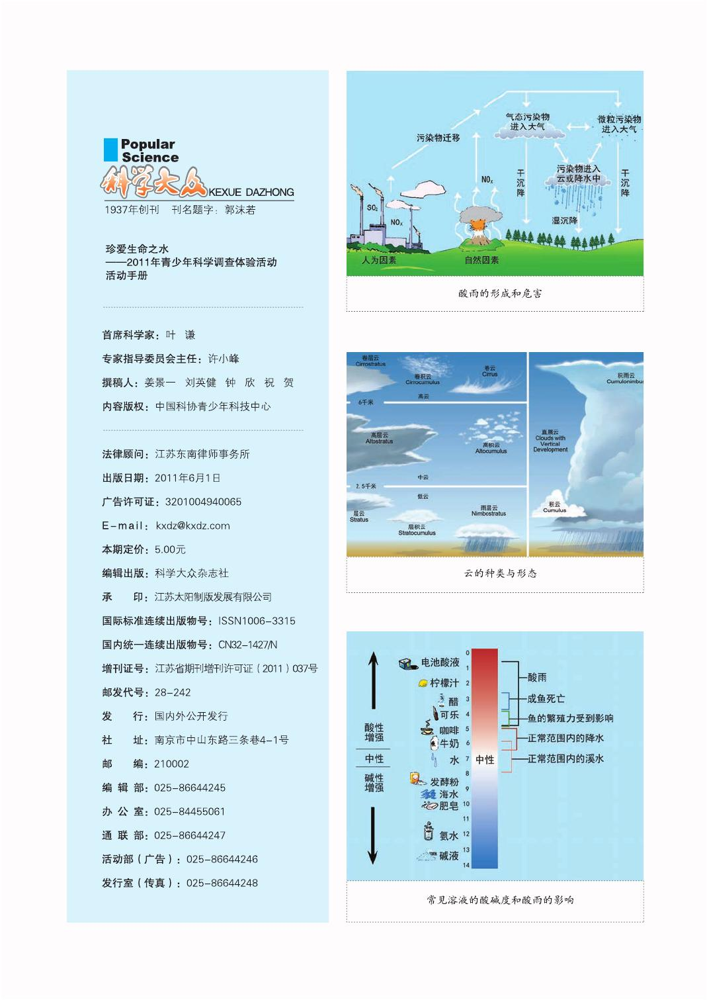 Popular
Science
科学大众 KEXUE DAZHONG
1937年创刊 刊名题字：郭沫若
珍爱生命之水
——2011年青少年科学调查体验活动
活动手册
首席科学家：叶 谦
专家指导委员会主任：许小峰
撰稿人：姜景一 刘英健 钟 欣 祝 贺
内容版权：中国科协青少年科技中心
法律顾问：江苏东南律师事务所
出版日期：2011年6月1日
广告许可证：3201004940065
E-mail：kxdz@kxdz.com
本期定价：5.00元
编辑出版：科学大众杂志社
承 印：江苏太阳制版发展有限公司
国际标准连续出版物号：ISSN1006-3315
国内统一连续出版物号：CN32-1427/N
增刊证号：江苏省期刊增刊许可证（2011）037号
邮发代号：28-242
发 行：国内外公开发行
社 址：南京市中山东路三条巷4-1号
邮 编：210002
编 辑 部：025-86644245
办 公 室：025-84455061
通 联 部：025-86644247
活动部（广告）：025-86644246
发行室（传真）：025-86644248
气态污染物
进入大气
微粒污染物
进入大气
污染物迁移
污染物进入
云或降水中
干沉降
干沉降
NOx
SO2
NOx
湿沉降
人为因素
自然因素
酸雨的形成和危害
卷层云
Cirrostratus
卷积云
Cirrocumulus
卷云
Cirrus
积雨云
Cumulonimbus
高云
6千米
高层云
Altostratus
高积云
Altocumulus
直展云
Clouds with
Vertical
Development
中云
2.5千米
低云
层云
Stratus
层积云
Stratocumulus
雨层云
Nimbostratus
积云
Cumulus
云的种类与形态
酸性
增强
中性
碱性
增强
电池酸液
柠檬汁
醋
可乐
咖啡
牛奶
水
发酵粉
海水
肥皂
氨水
碱液
0
1
2
3
4
5
6
7
8
9
10
11
12
13
14
中性
酸雨
成鱼死亡
鱼的繁殖力受到影响
正常范围内的降水
正常范围内的溪水
常见溶液的酸碱度和酸雨的影响